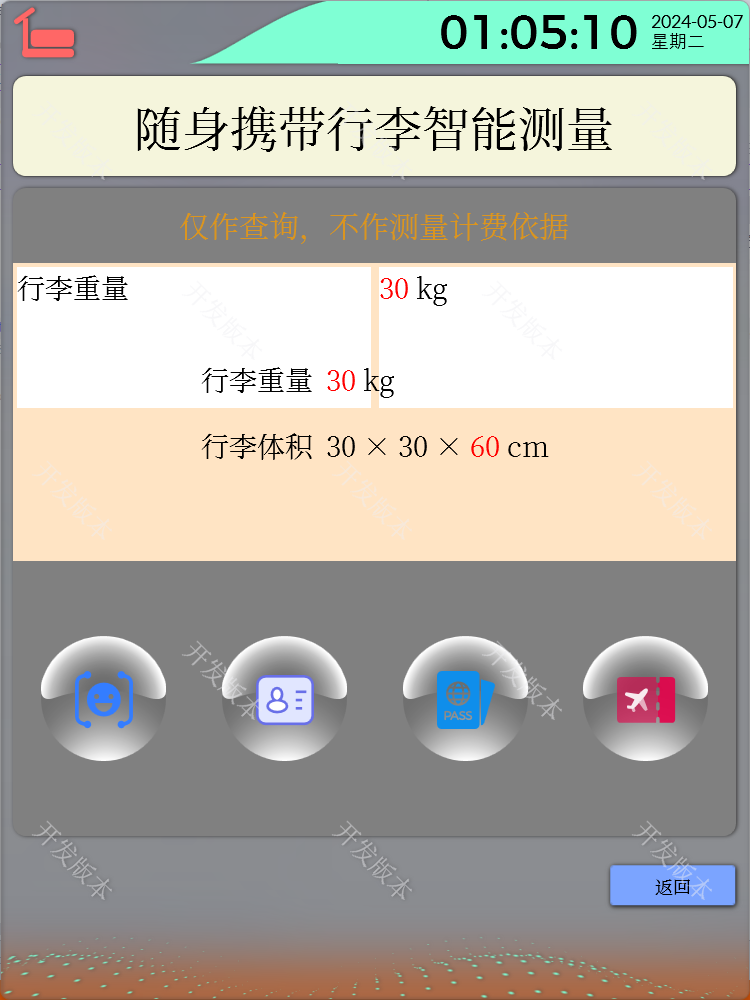 01:05:10
2024-05-07
星期二
随身携带行李智能测量
仅作查询，不作测量计费依据
行李重量 30 kg
行李重量 30 kg
行李体积 30 × 30 × 60 cm
PASS
返回
开发版本
开发版本
开发版本
开发版本
开发版本
开发版本
开发版本
开发版本
开发版本
开发版本